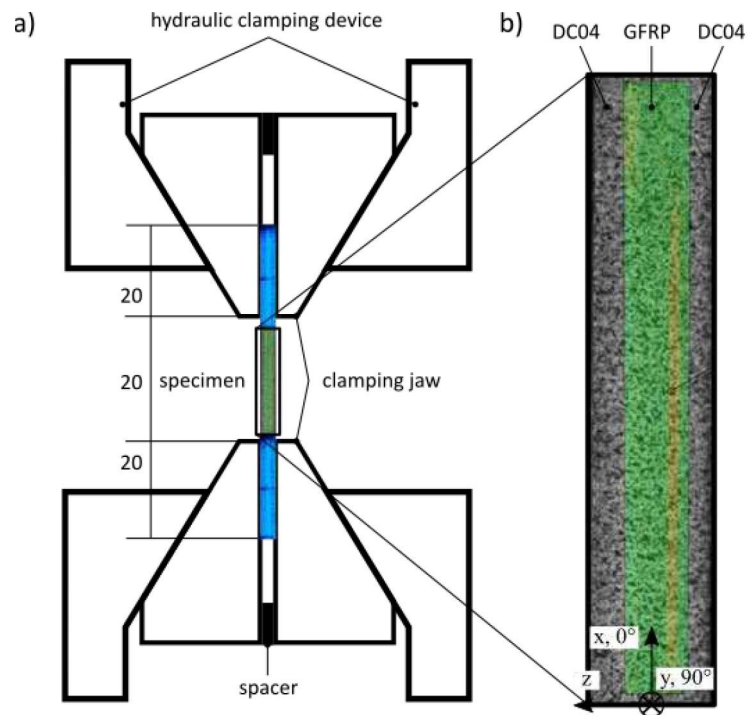 a)
hydraulic clamping device
20
20
20
specimen
clamping jaw
spacer
b)
DC04 GFRP DC04
x, 0°
z
y, 90°